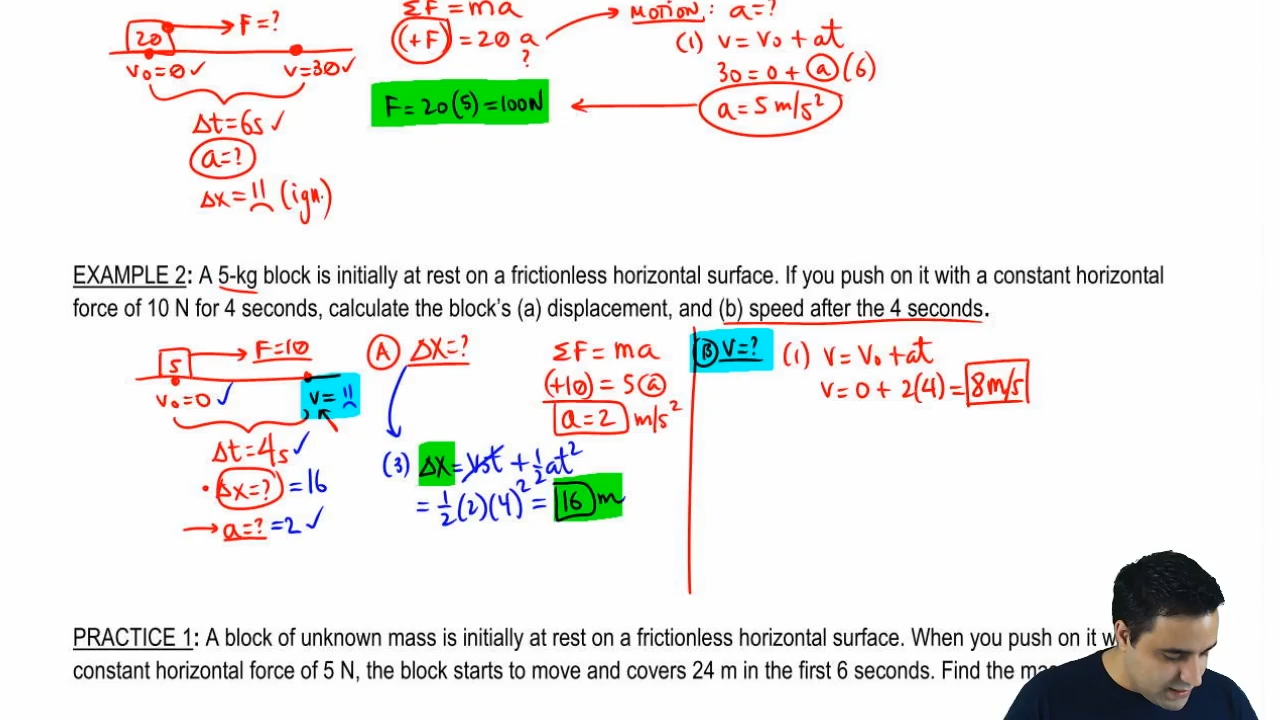 ΣF = ma
MOTION: a=?
20 F=?
(+F) = 20 a
?
(1) v = v₀ + at
v₀=0 ✓ v=30 ✓
30 = 0 + a (6)
F = 20(5) = 100N
a = 5 m/s²
Δt = 6s ✓
a=?
Δx = (ign.)
EXAMPLE 2: A 5-kg block is initially at rest on a frictionless horizontal surface. If you push on it with a constant horizontal
force of 10 N for 4 seconds, calculate the block's (a) displacement, and (b) speed after the 4 seconds.
5 F=10
v₀=0 ✓ v=
Δt = 4s ✓
Δx=? = 16
a=? = 2 ✓
A Δx=?
ΣF = ma
(+10) = 5 a
a = 2 m/s²
(3) Δx = v₀t + ½at²
= ½(2)(4)² = 16 m
B V=?
(1) v = v₀ + at
v = 0 + 2(4) = 8 m/s
PRACTICE 1: A block of unknown mass is initially at rest on a frictionless horizontal surface. When you push on it
constant horizontal force of 5 N, the block starts to move and covers 24 m in the first 6 seconds. Find the